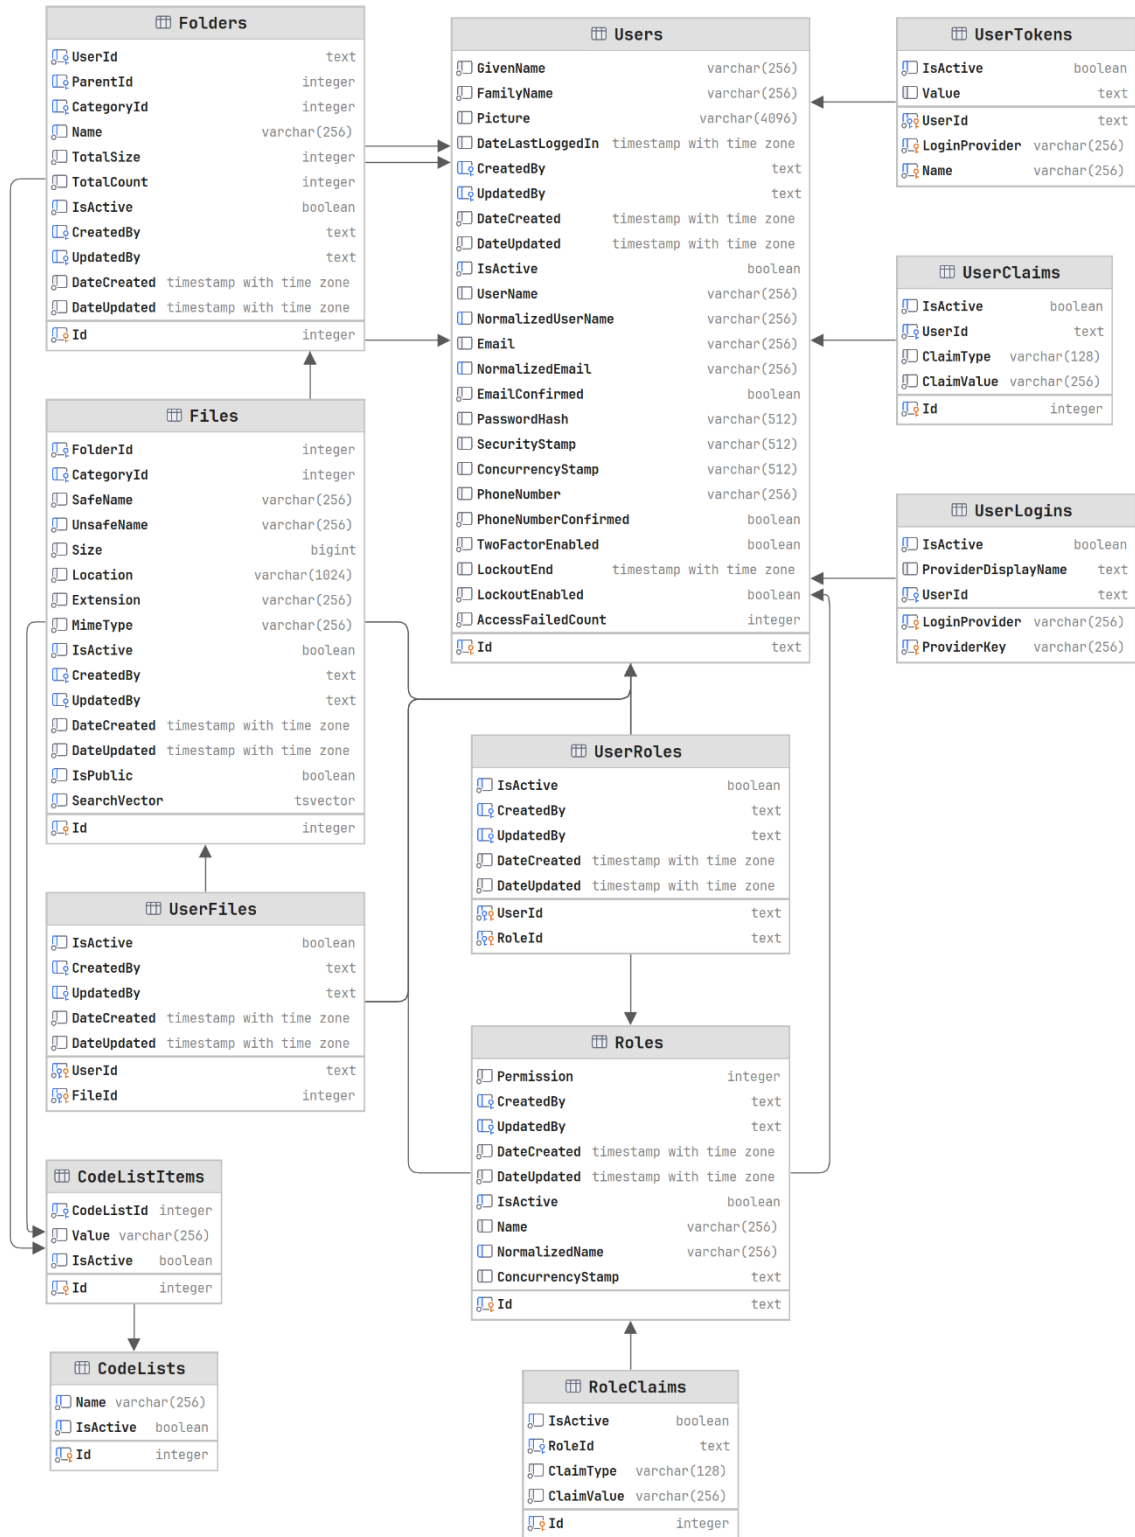 Folders
UserId text
ParentId integer
CategoryId integer
Name varchar(256)
TotalSize integer
TotalCount integer
IsActive boolean
CreatedBy text
UpdatedBy text
DateCreated timestamp with time zone
DateUpdated timestamp with time zone
Id integer
Files
FolderId integer
CategoryId integer
SafeName varchar(256)
UnsafeName varchar(256)
Size bigint
Location varchar(1024)
Extension varchar(256)
MimeType varchar(256)
IsActive boolean
CreatedBy text
UpdatedBy text
DateCreated timestamp with time zone
DateUpdated timestamp with time zone
IsPublic boolean
SearchVector tsvector
Id integer
UserFiles
IsActive boolean
CreatedBy text
UpdatedBy text
DateCreated timestamp with time zone
DateUpdated timestamp with time zone
UserId text
FileId integer
CodeListItems
CodeListId integer
Value varchar(256)
IsActive boolean
Id integer
CodeLists
Name varchar(256)
IsActive boolean
Id integer
Users
GivenName varchar(256)
FamilyName varchar(256)
Picture varchar(4096)
DateLastLoggedIn timestamp with time zone
CreatedBy text
UpdatedBy text
DateCreated timestamp with time zone
DateUpdated timestamp with time zone
IsActive boolean
UserName varchar(256)
NormalizedUserName varchar(256)
Email varchar(256)
NormalizedEmail varchar(256)
EmailConfirmed boolean
PasswordHash varchar(512)
SecurityStamp varchar(512)
ConcurrencyStamp varchar(512)
PhoneNumber varchar(256)
PhoneNumberConfirmed boolean
TwoFactorEnabled boolean
LockoutEnd timestamp with time zone
LockoutEnabled boolean
AccessFailedCount integer
Id text
UserRoles
IsActive boolean
CreatedBy text
UpdatedBy text
DateCreated timestamp with time zone
DateUpdated timestamp with time zone
UserId text
RoleId text
Roles
Permission integer
CreatedBy text
UpdatedBy text
DateCreated timestamp with time zone
DateUpdated timestamp with time zone
IsActive boolean
Name varchar(256)
NormalizedName varchar(256)
ConcurrencyStamp text
Id text
RoleClaims
IsActive boolean
RoleId text
ClaimType varchar(128)
ClaimValue varchar(256)
Id integer
UserTokens
IsActive boolean
Value text
UserId text
LoginProvider varchar(256)
Name varchar(256)
UserClaims
IsActive boolean
UserId text
ClaimType varchar(128)
ClaimValue varchar(256)
Id integer
UserLogins
IsActive boolean
ProviderDisplayName text
UserId text
LoginProvider varchar(256)
ProviderKey varchar(256)